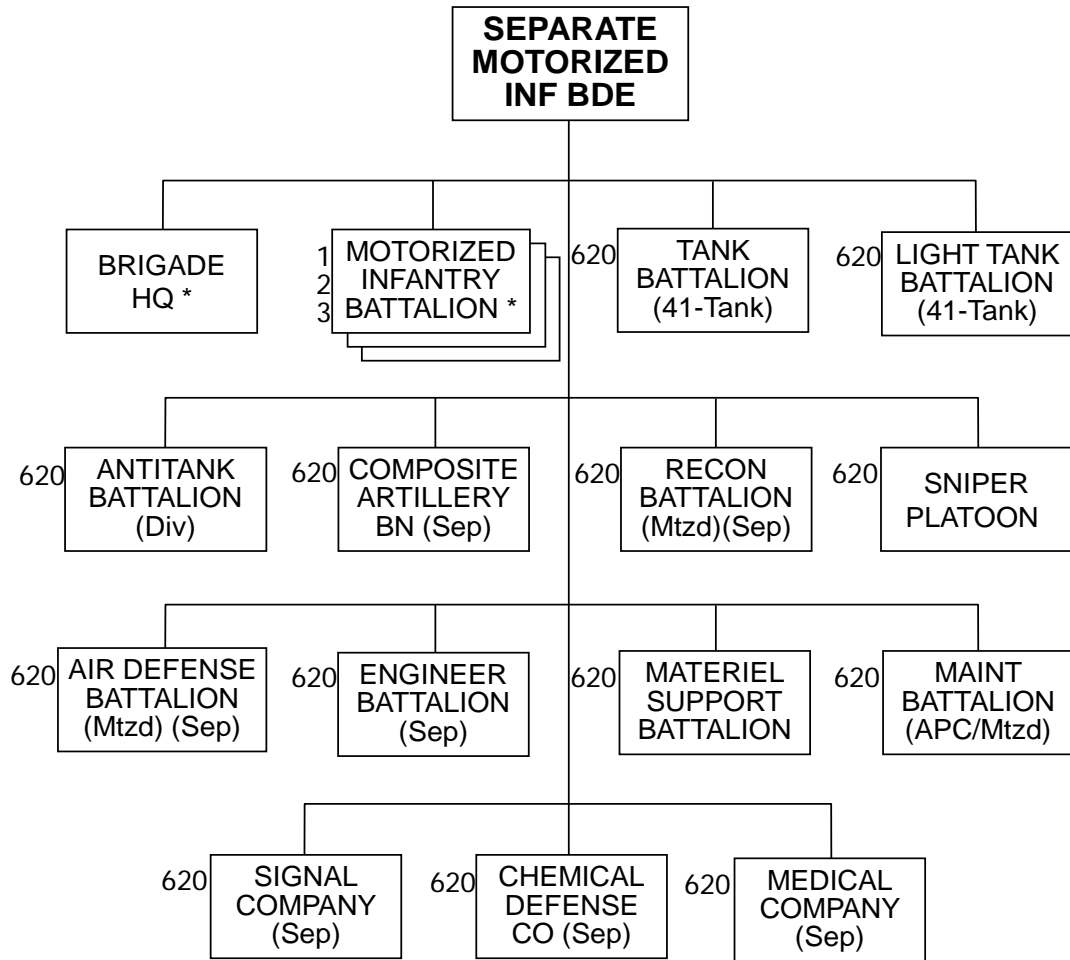 SEPARATE
MOTORIZED
INF BDE
BRIGADE
HQ *
1 MOTORIZED
2 INFANTRY
3 BATTALION *
620 TANK
BATTALION
(41-Tank)
620 LIGHT TANK
BATTALION
(41-Tank)
620 ANTITANK
BATTALION
(Div)
620 COMPOSITE
ARTILLERY
BN (Sep)
620 RECON
BATTALION
(Mtzd)(Sep)
620 SNIPER
PLATOON
620 AIR DEFENSE
BATTALION
(Mtzd) (Sep)
620 ENGINEER
BATTALION
(Sep)
620 MATERIEL
SUPPORT
BATTALION
620 MAINT
BATTALION
(APC/Mtzd)
620 SIGNAL
COMPANY
(Sep)
620 CHEMICAL
DEFENSE
CO (Sep)
620 MEDICAL
COMPANY
(Sep)